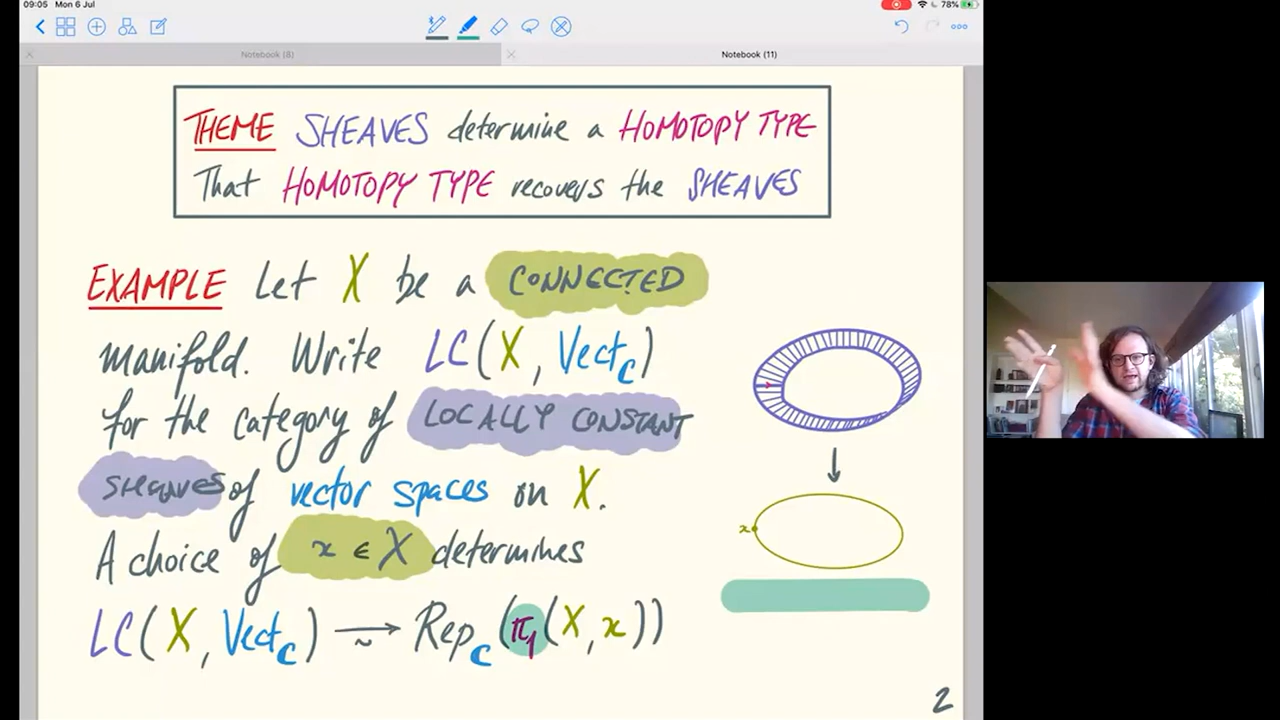 09:05 Mon 6 Jul
78%
Notebook (8)
Notebook (11)
THEME SHEAVES determine a HOMOTOPY TYPE
That HOMOTOPY TYPE recovers the SHEAVES
EXAMPLE Let X be a CONNECTED
manifold. Write LC(X, Vect_C)
for the category of LOCALLY CONSTANT
SHEAVES of vector spaces on X.
A choice of x ∈ X determines
LC(X, Vect_C) →~ Rep_C(π₁(X, x))
x
2